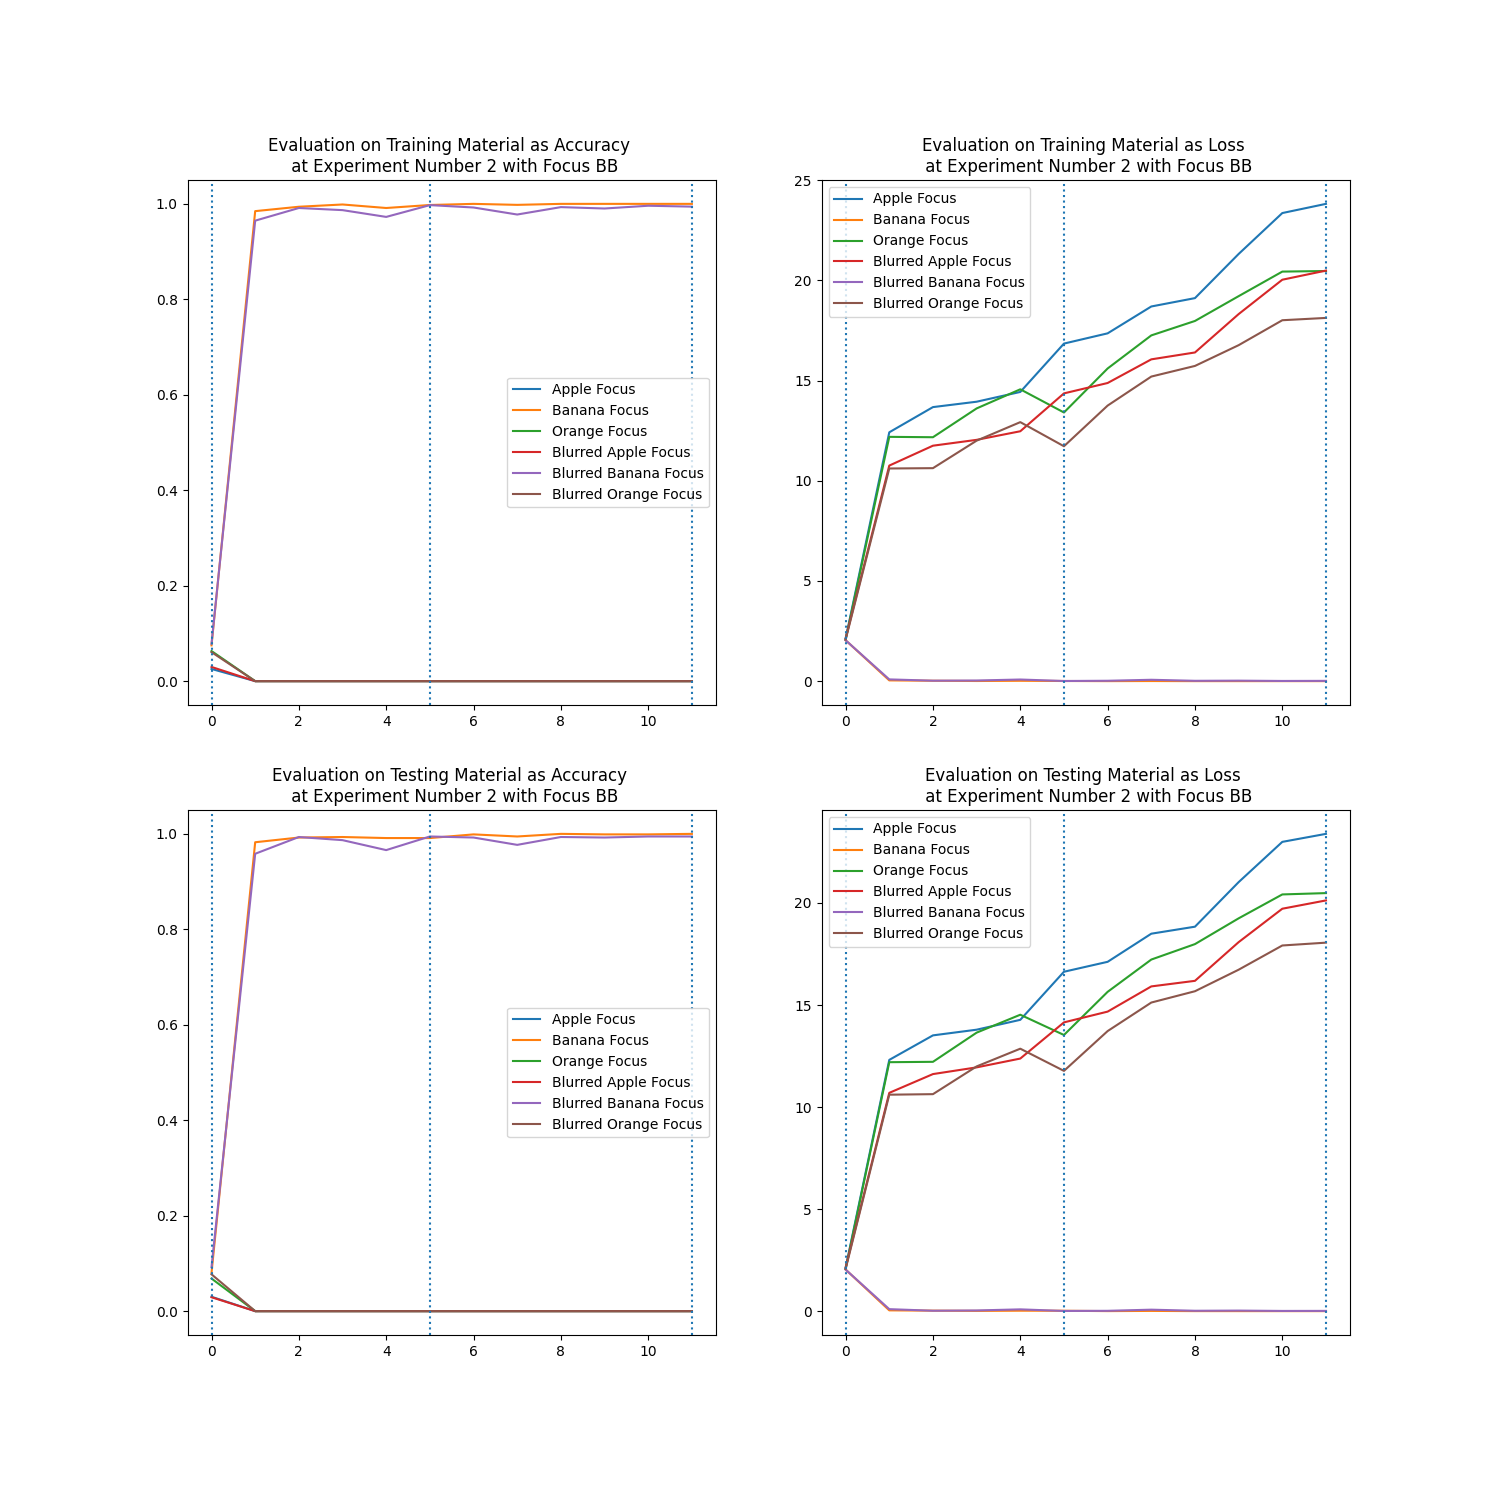 Evaluation on Training Material as Accuracy
at Experiment Number 2 with Focus BB
1.0
0.8
0.6
0.4
0.2
0.0
0 2 4 6 8 10
Apple Focus
Banana Focus
Orange Focus
Blurred Apple Focus
Blurred Banana Focus
Blurred Orange Focus
Evaluation on Training Material as Loss
at Experiment Number 2 with Focus BB
25
20
15
10
5
0
0 2 4 6 8 10
Apple Focus
Banana Focus
Orange Focus
Blurred Apple Focus
Blurred Banana Focus
Blurred Orange Focus
Evaluation on Testing Material as Accuracy
at Experiment Number 2 with Focus BB
1.0
0.8
0.6
0.4
0.2
0.0
0 2 4 6 8 10
Apple Focus
Banana Focus
Orange Focus
Blurred Apple Focus
Blurred Banana Focus
Blurred Orange Focus
Evaluation on Testing Material as Loss
at Experiment Number 2 with Focus BB
20
15
10
5
0
0 2 4 6 8 10
Apple Focus
Banana Focus
Orange Focus
Blurred Apple Focus
Blurred Banana Focus
Blurred Orange Focus